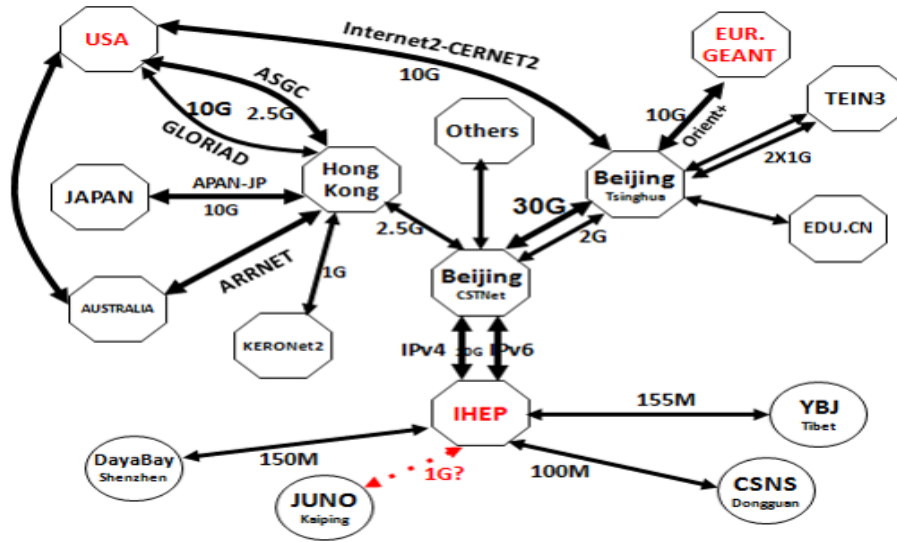 USA
Internet2-CERNET2
10G
EUR.
GEANT
ASGC
10G
2.5G
GLORIAD
10G
Orient+
TEIN3
2X1G
Others
Hong
Kong
Beijing
Tsinghua
JAPAN
APAN-JP
10G
30G
2G
2.5G
EDU.CN
ARRNET
1G
Beijing
CSTNet
AUSTRALIA
KERONet2
IPv4
10G
IPv6
IHEP
155M
YBJ
Tibet
DayaBay
Shenzhen
150M
1G?
100M
JUNO
Kaiping
CSNS
Dongguan